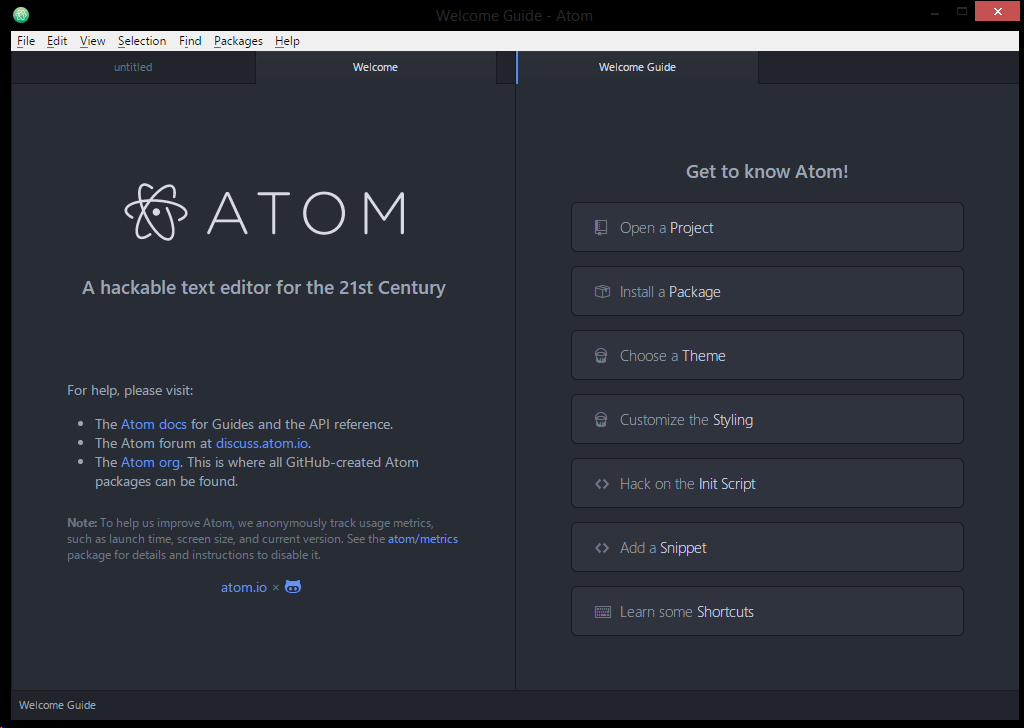 Welcome Guide - Atom
File Edit View Selection Find Packages Help
untitled
Welcome
Welcome Guide
ATOM
A hackable text editor for the 21st Century
For help, please visit:
The Atom docs for Guides and the API reference.
The Atom forum at discuss.atom.io.
The Atom org. This is where all GitHub-created Atom
packages can be found.
Note: To help us improve Atom, we anonymously track usage metrics,
such as launch time, screen size, and current version. See the atom/metrics
package for details and instructions to disable it.
atom.io ×
Get to know Atom!
Open a Project
Install a Package
Choose a Theme
Customize the Styling
Hack on the Init Script
Add a Snippet
Learn some Shortcuts
Welcome Guide